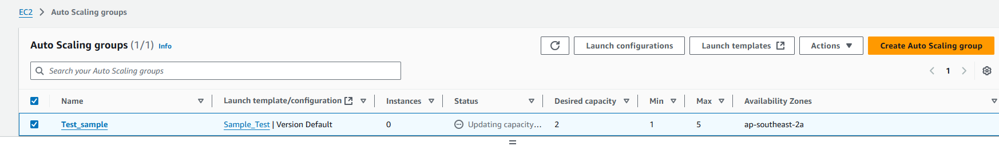 EC2 > Auto Scaling groups
Auto Scaling groups (1/1) Info
Launch configurations Launch templates Actions Create Auto Scaling group
Search your Auto Scaling groups
1
Name Launch template/configuration Instances Status Desired capacity Min Max Availability Zones
Test_sample Sample_Test | Version Default 0 Updating capacity... 2 1 5 ap-southeast-2a